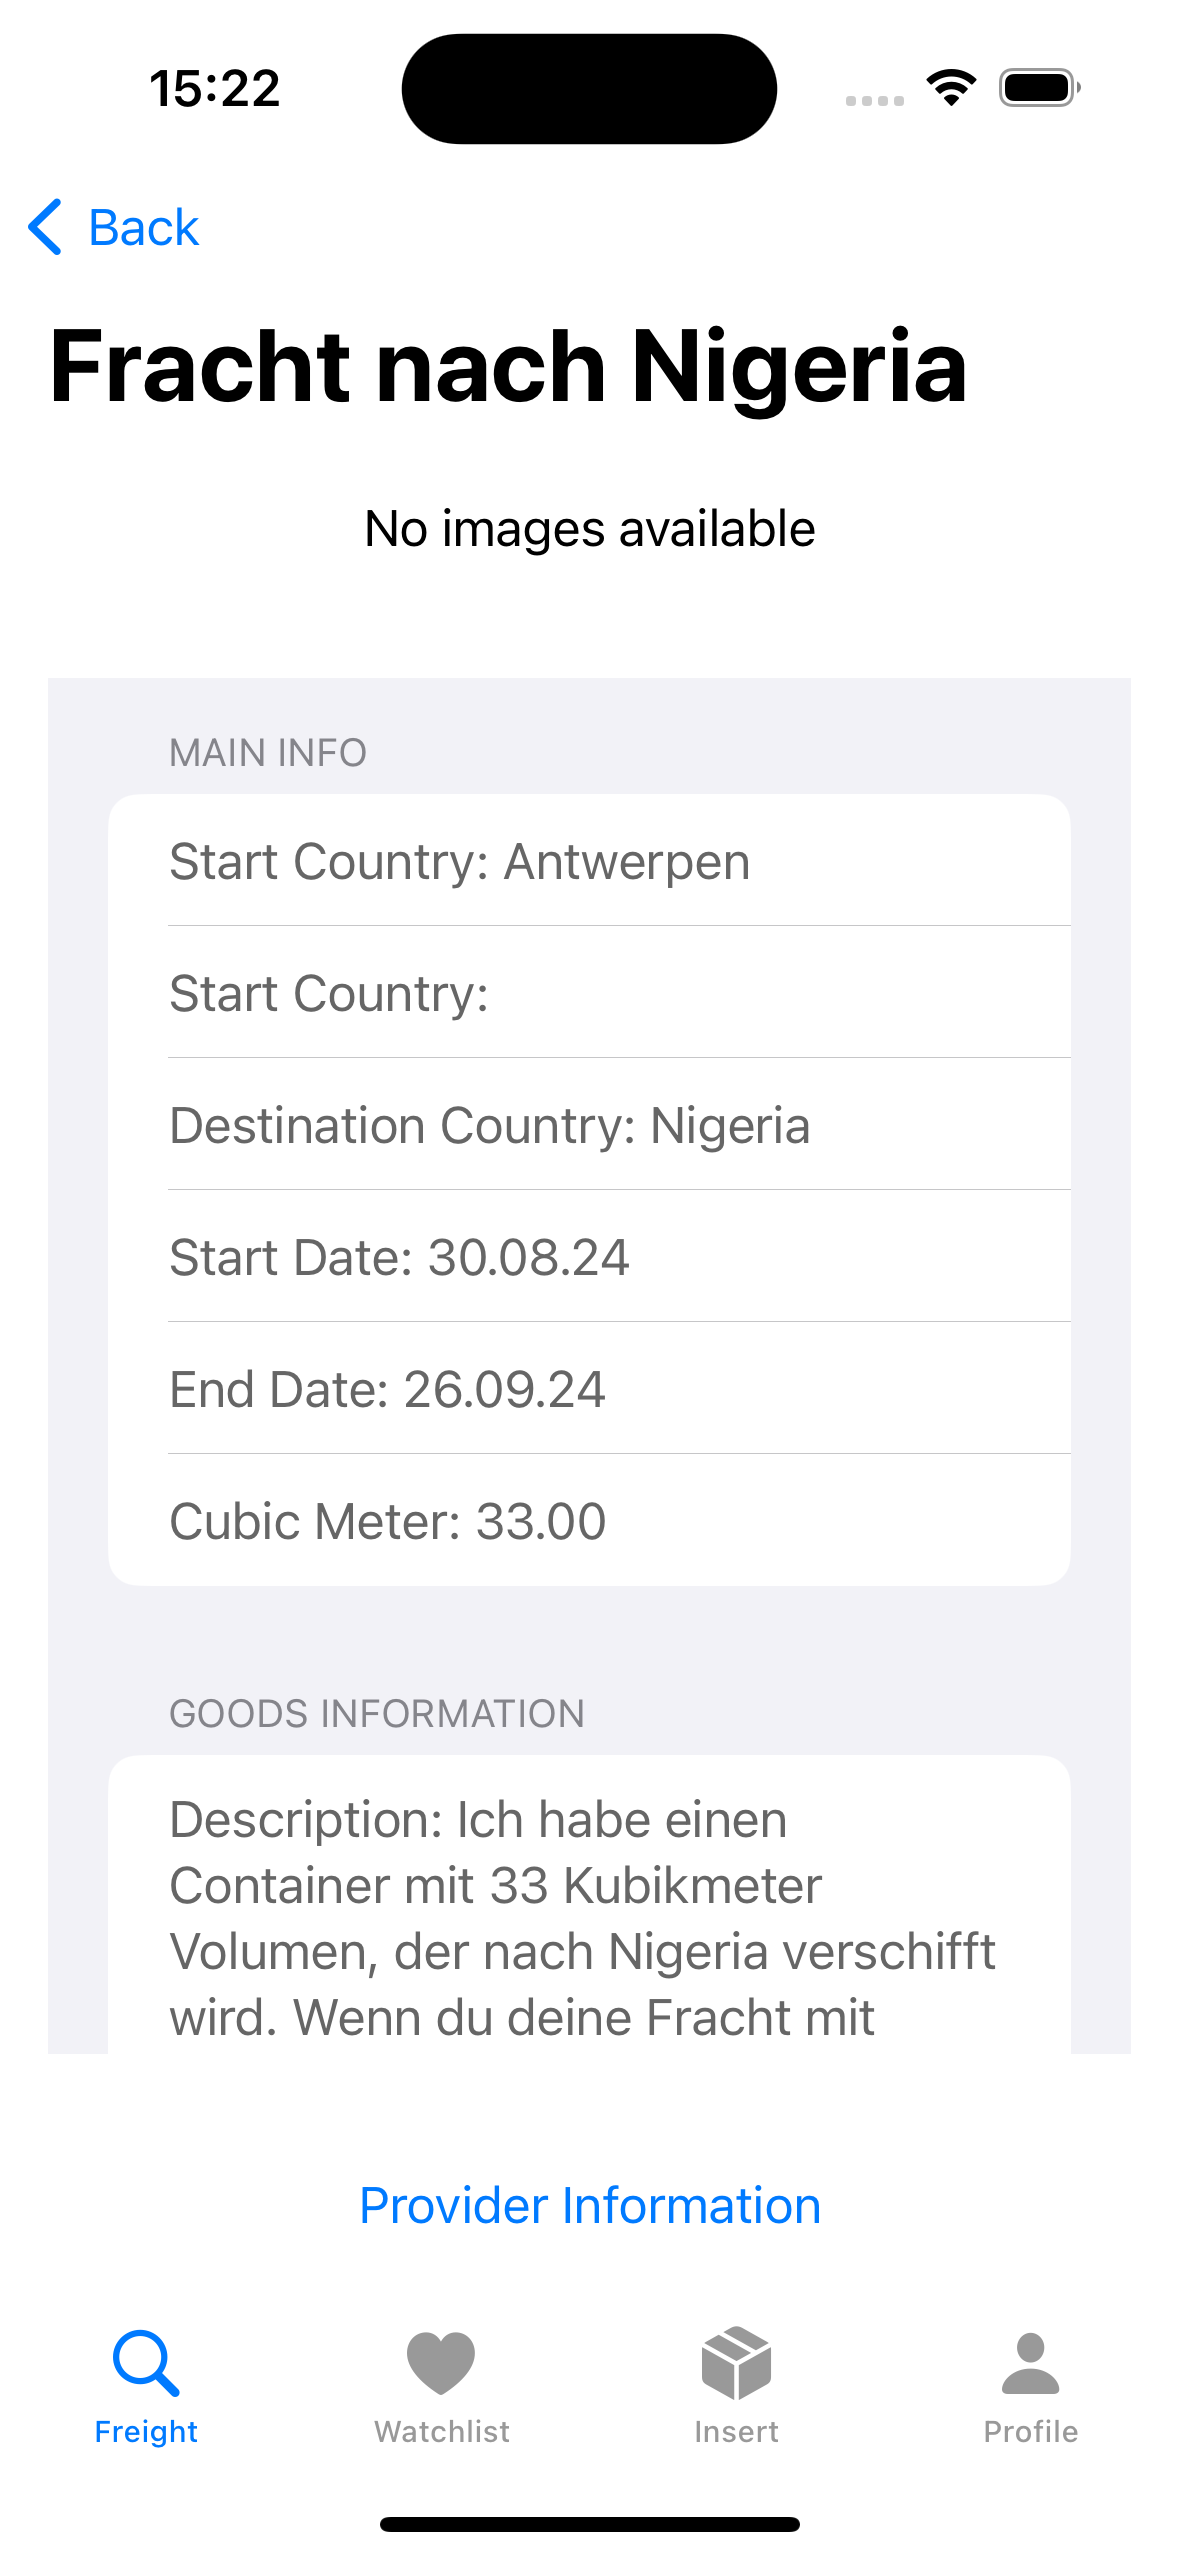 15:22
Back
Fracht nach Nigeria
No images available
MAIN INFO
Start Country: Antwerpen
Start Country:
Destination Country: Nigeria
Start Date: 30.08.24
End Date: 26.09.24
Cubic Meter: 33.00
GOODS INFORMATION
Description: Ich habe einen
Container mit 33 Kubikmeter
Volumen, der nach Nigeria verschifft
wird. Wenn du deine Fracht mit
Provider Information
Freight
Watchlist
Insert
Profile